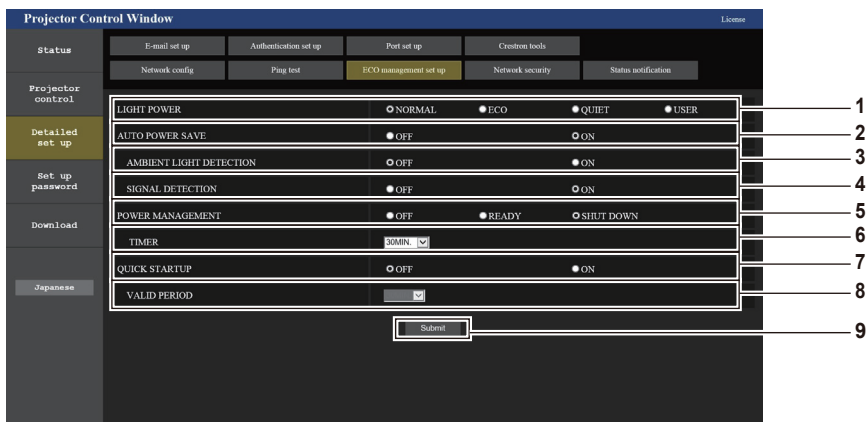 Projector Control Window
License
Status
E-mail set up
Authentication set up
Port set up
Crestron tools
Network config
Ping test
ECO management set up
Network security
Status notification
Projector
control
Detailed
set up
Set up
password
Download
Japanese
LIGHT POWER NORMAL ECO QUIET USER 1
AUTO POWER SAVE OFF ON 2
AMBIENT LIGHT DETECTION OFF ON 3
SIGNAL DETECTION OFF ON 4
POWER MANAGEMENT OFF READY SHUT DOWN 5
TIMER 30MIN. 6
QUICK STARTUP OFF ON 7
VALID PERIOD 8
Submit 9